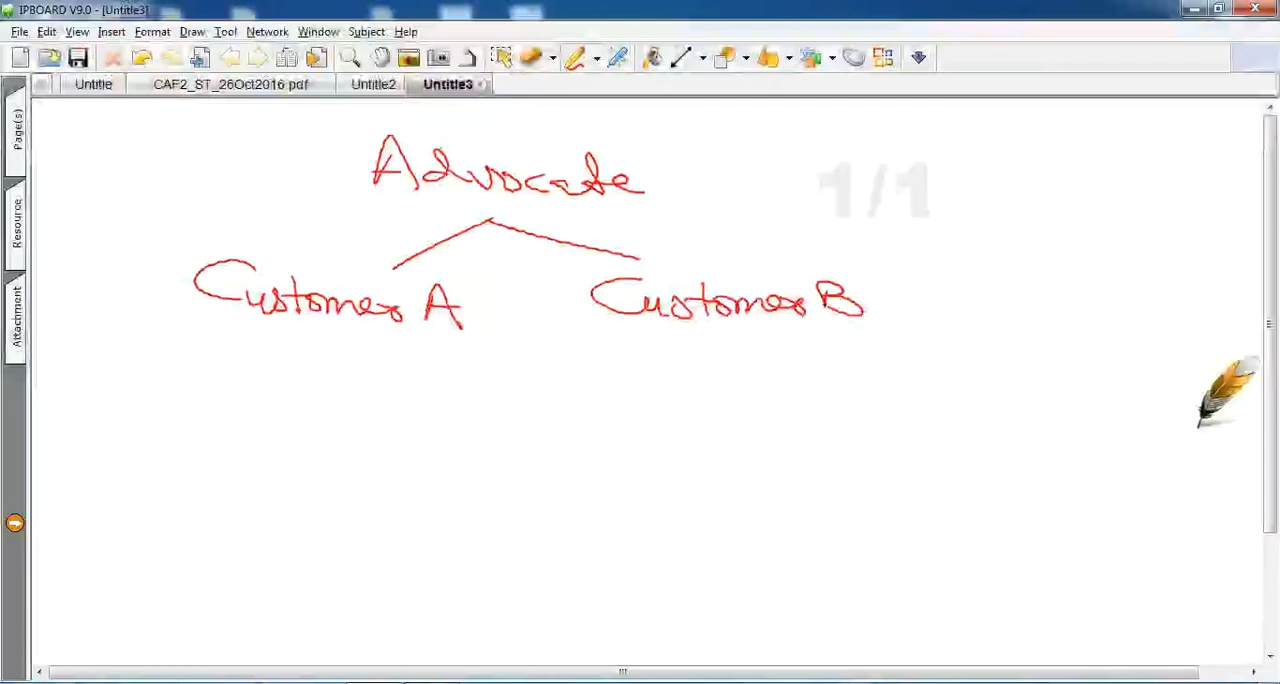 IPBOARD V9.0 - [Untitle3]
File Edit View Insert Format Draw Tool Network Window Subject Help
Untitle CAF2_ST_26Oct2016 pdf Untitle2 Untitle3
Page(s)
Resource
Attachment
1/1
Advocate
Customer A Customer B